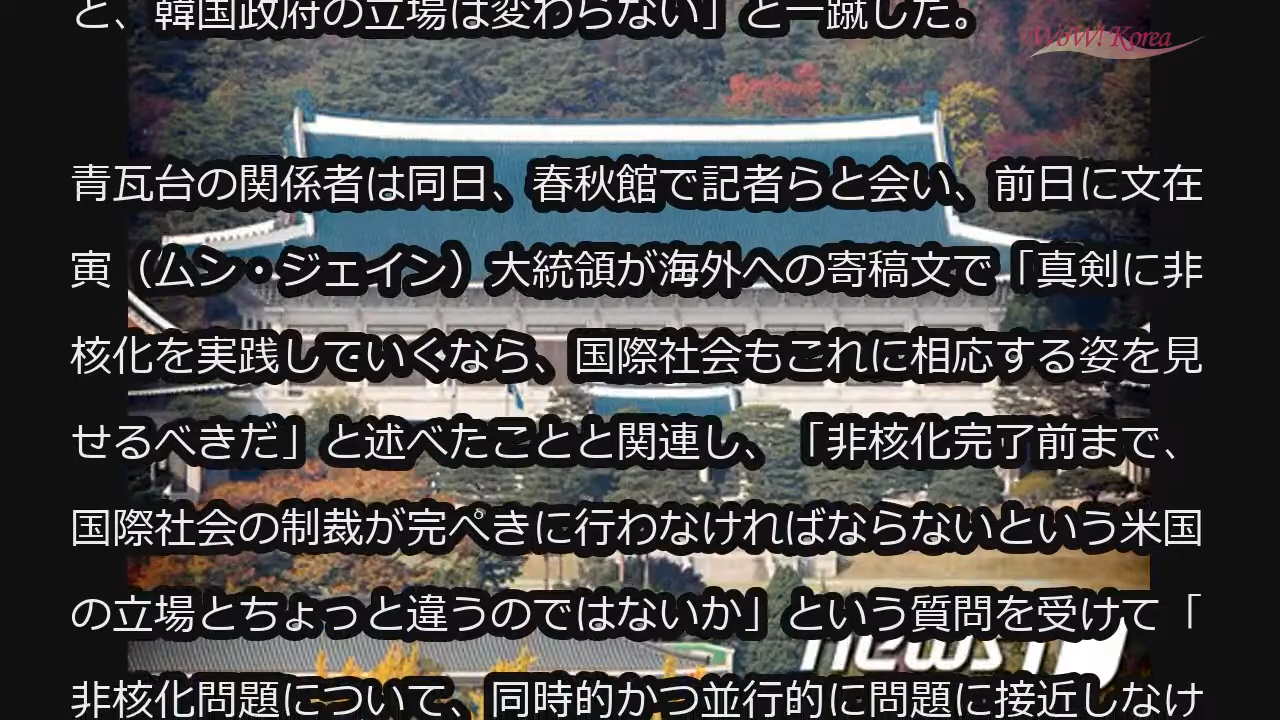 と、韓国政府の立場は変わらない」と一蹴した。
WoW! Korea
青瓦台の関係者は同日、春秋館で記者らと会い、前日に文在
寅（ムン・ジェイン）大統領が海外への寄稿文で「真剣に非
核化を実践していくなら、国際社会もこれに相応する姿を見
せるべきだ」と述べたことと関連し、「非核化完了前まで、
国際社会の制裁が完ぺきに行わなければならないという米国
の立場とちょっと違うのではないか」という質問を受けて「
news1
非核化問題について、同時的かつ並行的に問題に接近しなけ